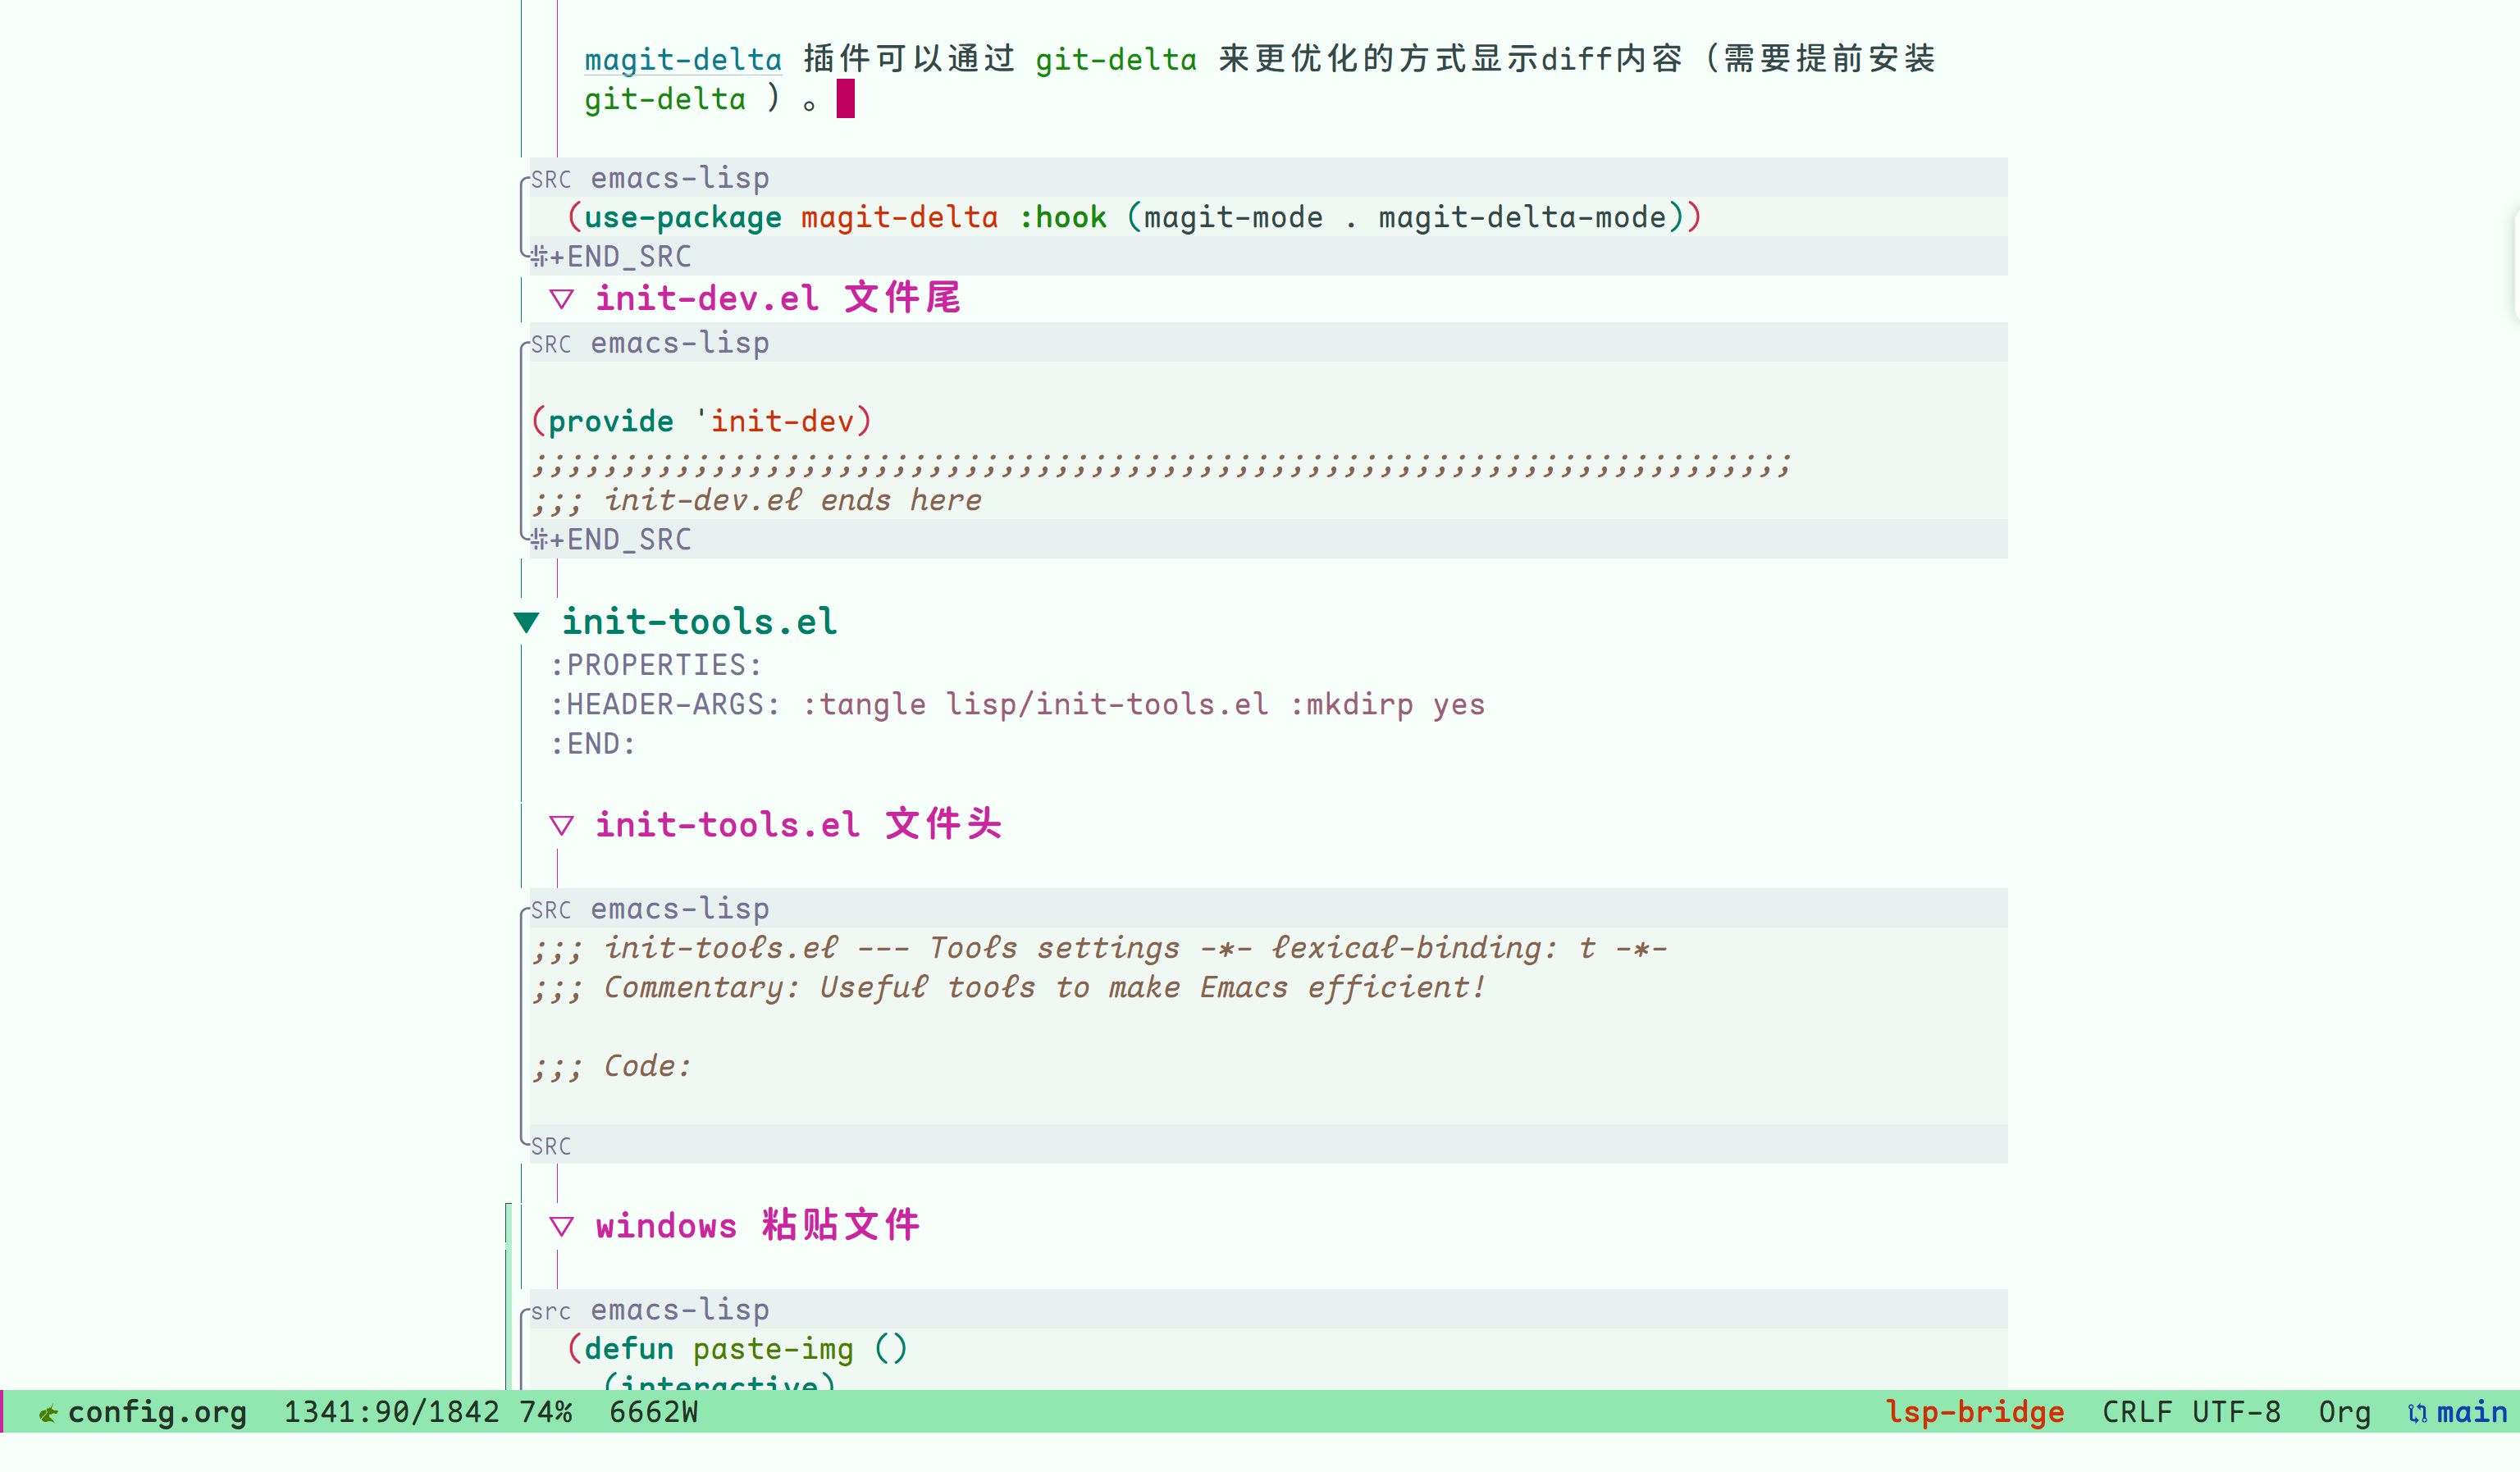 magit-delta 插件可以通过 git-delta 来更优化的方式显示diff内容（需要提前安装
git-delta ）。
SRC emacs-lisp
(use-package magit-delta :hook (magit-mode . magit-delta-mode))
#+END_SRC
▽ init-dev.el 文件尾
SRC emacs-lisp
(provide 'init-dev)
;;;;;;;;;;;;;;;;;;;;;;;;;;;;;;;;;;;;;;;;;;;;;;;;;;;;;;;;;;;;;;;;;;;;;;
;;; init-dev.el ends here
#+END_SRC
▼ init-tools.el
:PROPERTIES:
:HEADER-ARGS: :tangle lisp/init-tools.el :mkdirp yes
:END:
▽ init-tools.el 文件头
SRC emacs-lisp
;;; init-tools.el --- Tools settings -*- lexical-binding: t -*-
;;; Commentary: Useful tools to make Emacs efficient!
;;; Code:
SRC
▽ windows 粘贴文件
src emacs-lisp
(defun paste-img ()
(interactive)
config.org 1341:90/1842 74% 6662W lsp-bridge CRLF UTF-8 Org main